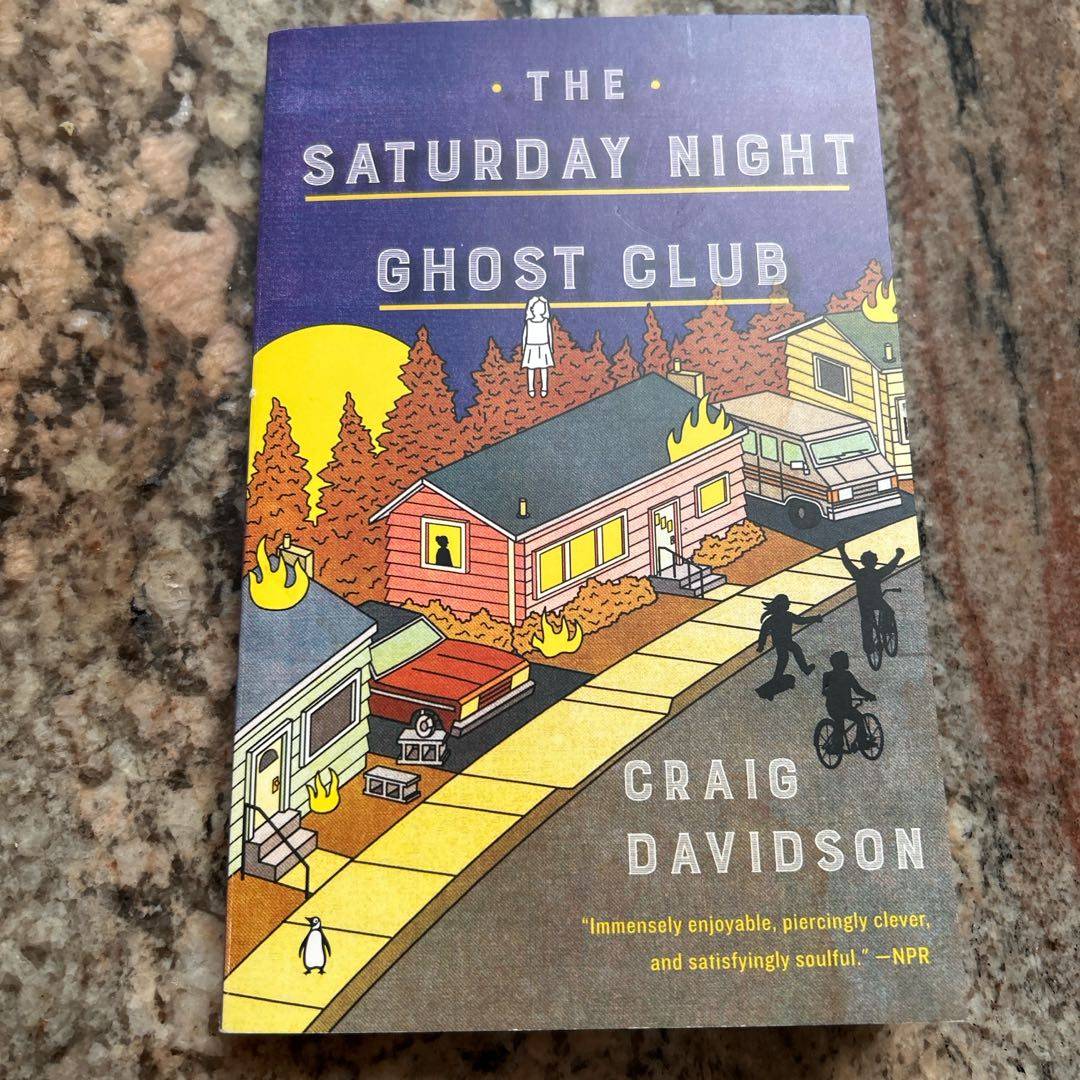 • THE •
SATURDAY NIGHT
GHOST CLUB
CRAIG
DAVIDSON
“Immensely enjoyable, piercingly clever,
and satisfyingly soulful.” —NPR